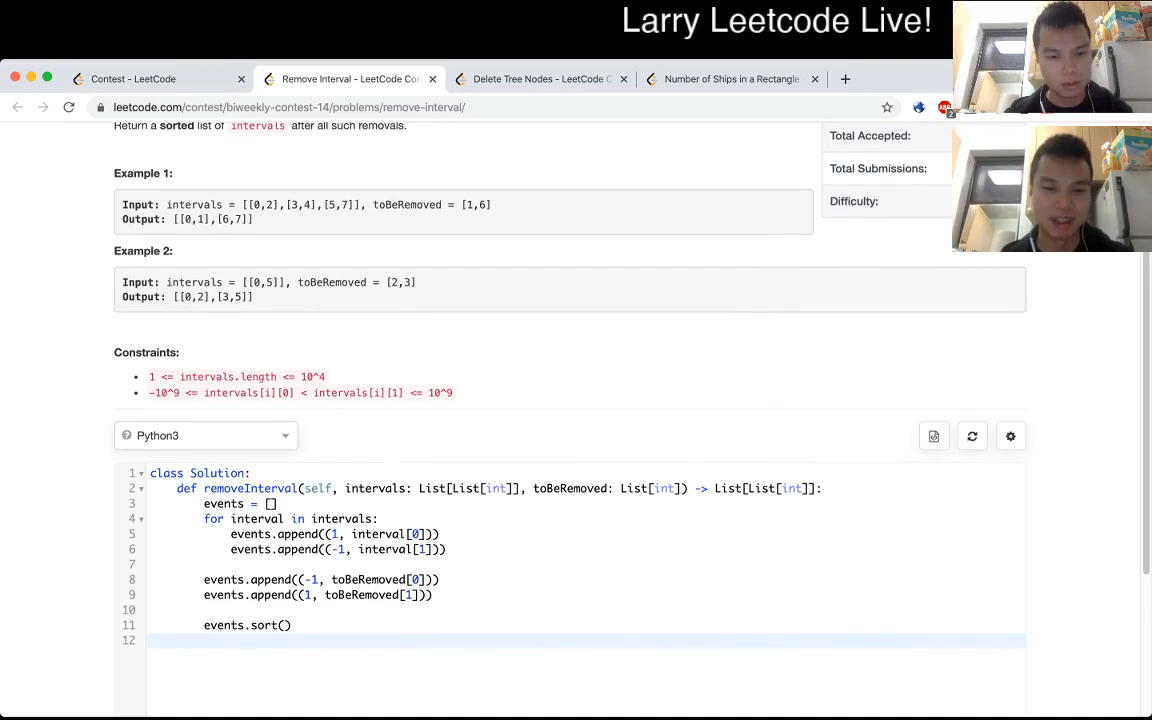 Larry Leetcode Live!
Contest - LeetCode
Remove Interval - LeetCode Con
Delete Tree Nodes - LeetCode C
Number of Ships in a Rectangle
leetcode.com/contest/biweekly-contest-14/problems/remove-interval/
Return a sorted list of intervals after all such removals.
Total Accepted:
Total Submissions:
Difficulty:
Example 1:
Input: intervals = [[0,2],[3,4],[5,7]], toBeRemoved = [1,6]
Output: [[0,1],[6,7]]
Example 2:
Input: intervals = [[0,5]], toBeRemoved = [2,3]
Output: [[0,2],[3,5]]
Constraints:
1 <= intervals.length <= 10^4
-10^9 <= intervals[i][0] < intervals[i][1] <= 10^9
Python3
1 class Solution:
2 def removeInterval(self, intervals: List[List[int]], toBeRemoved: List[int]) -> List[List[int]]:
3 events = []
4 for interval in intervals:
5 events.append((1, interval[0]))
6 events.append((-1, interval[1]))
7
8 events.append((-1, toBeRemoved[0]))
9 events.append((1, toBeRemoved[1]))
10
11 events.sort()
12